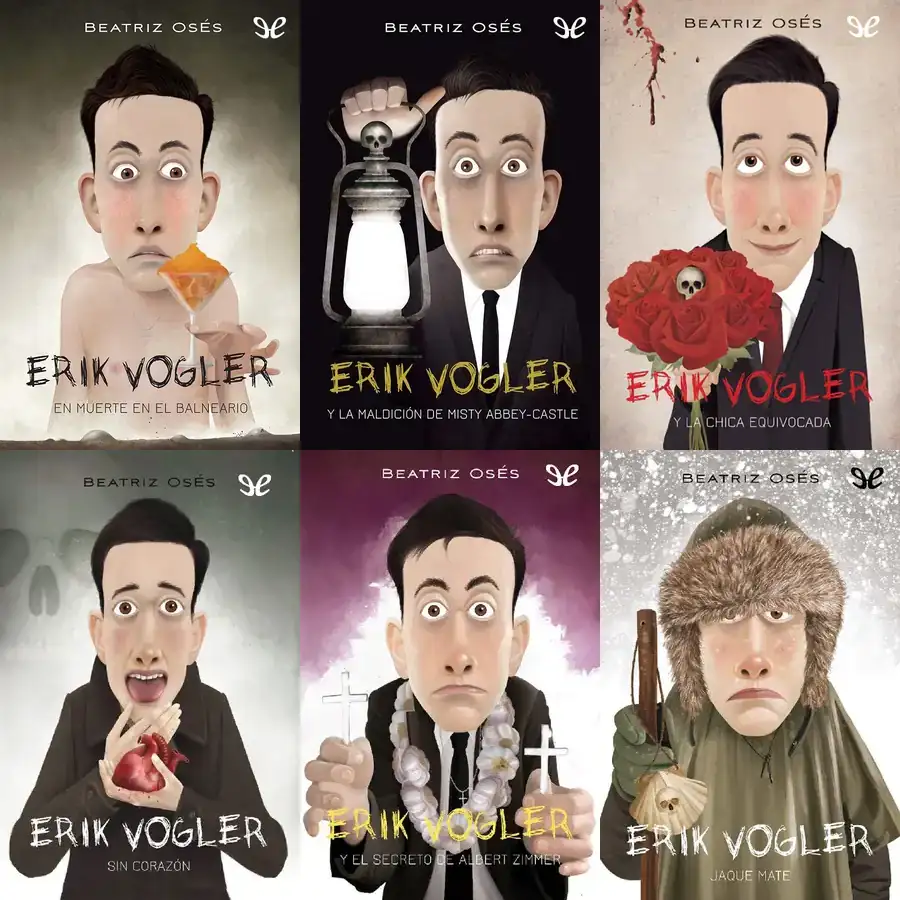 BEATRIZ OSÉS
ERIK VOGLER
EN MUERTE EN EL BALNEARIO
BEATRIZ OSÉS
ERIK VOGLER
Y LA MALDICIÓN DE MISTY ABBEY-CASTLE
BEATRIZ OSÉS
ERIK VOGLER
Y LA CHICA EQUIVOCADA
BEATRIZ OSÉS
ERIK VOGLER
SIN CORAZÓN
BEATRIZ OSÉS
ERIK VOGLER
Y EL SECRETO DE ALBERT ZIMMER
BEATRIZ OSÉS
ERIK VOGLER
JAQUE MATE